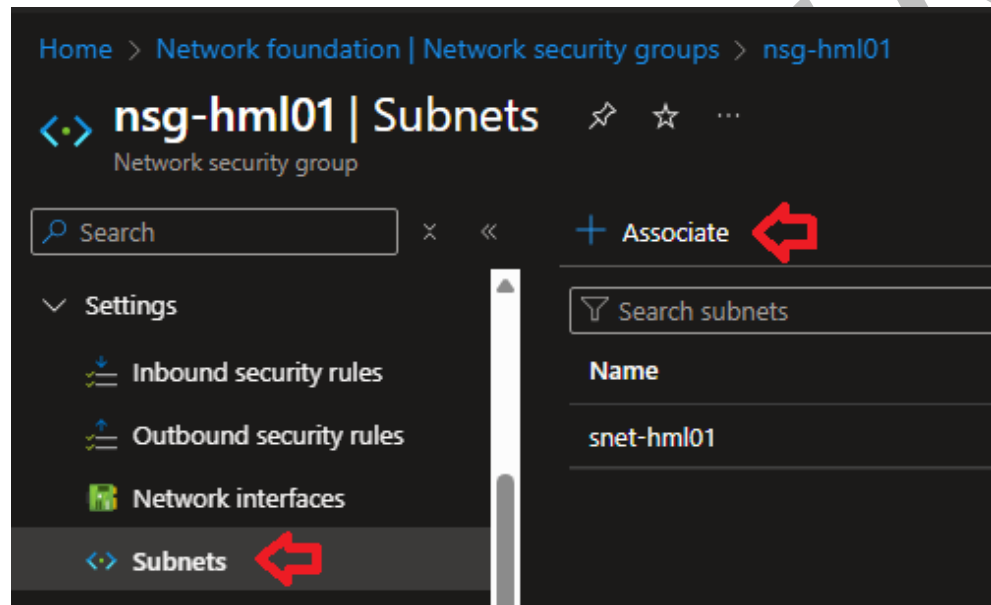 Home > Network foundation | Network security groups > nsg-hml01
nsg-hml01 | Subnets
Network security group
Search
Associate
Settings
Search subnets
Inbound security rules
Name
Outbound security rules
snet-hml01
Network interfaces
Subnets